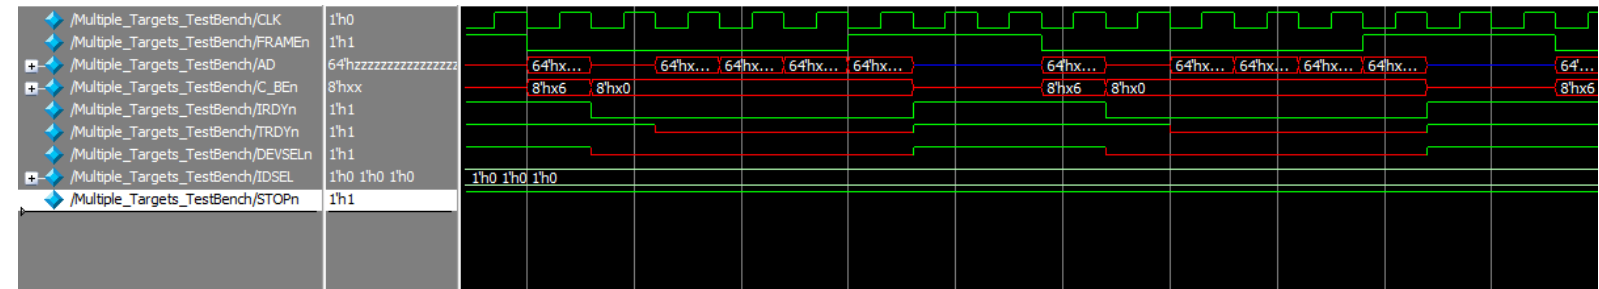 /Multiple_Targets_TestBench/CLK 1'h0
/Multiple_Targets_TestBench/FRAMEn 1'h1
/Multiple_Targets_TestBench/AD 64'hzzzzzzzzzzzzzzzz 64'hx... 64'hx... 64'hx... 64'hx... 64'hx... 64'hx... 64'hx... 64'hx... 64'hx... 64'hx... 64'...
/Multiple_Targets_TestBench/C_BEn 8'hxx 8'hx6 8'hx0 8'hx6 8'hx0 8'hx6
/Multiple_Targets_TestBench/IRDYn 1'h1
/Multiple_Targets_TestBench/TRDYn 1'h1
/Multiple_Targets_TestBench/DEVSELn 1'h1
/Multiple_Targets_TestBench/IDSEL 1'h0 1'h0 1'h0 1'h0 1'h0 1'h0
/Multiple_Targets_TestBench/STOPn 1'h1